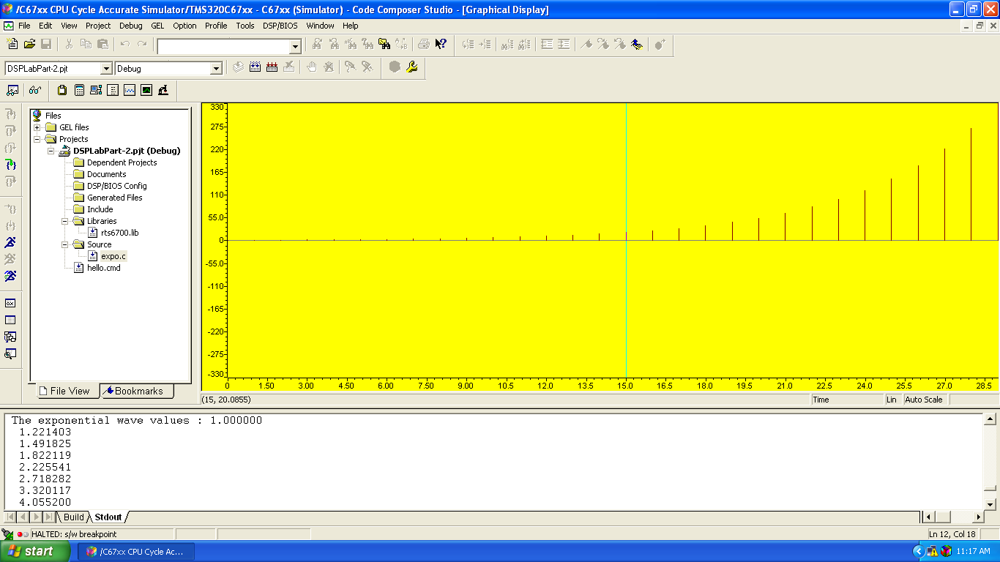 /C67xx CPU Cycle Accurate Simulator/TMS320C67xx - C67xx (Simulator) - Code Composer Studio - [Graphical Display]
File Edit View Project Debug GEL Option Profile Tools DSP/BIOS Window Help
DSPLabPart-2.pjt Debug
Files
GEL files
Projects
DSPLabPart-2.pjt (Debug)
Dependent Projects
Documents
DSP/BIOS Config
Generated Files
Include
Libraries
rts6700.lib
Source
expo.c
hello.cmd
File View Bookmarks
330
275
220
165
110
55.0
0
-55.0
-110
-165
-220
-275
-330
0 1.50 3.00 4.50 6.00 7.50 9.00 10.5 12.0 13.5 15.0 16.5 18.0 19.5 21.0 22.5 24.0 25.5 27.0 28.5
(15, 20.0855) Time Lin Auto Scale
The exponential wave values : 1.000000
1.221403
1.491825
1.822119
2.225541
2.718282
3.320117
4.055200
Build Stdout
HALTED: s/w breakpoint Ln 12, Col 18
start /C67xx CPU Cycle Ac... 11:17 AM